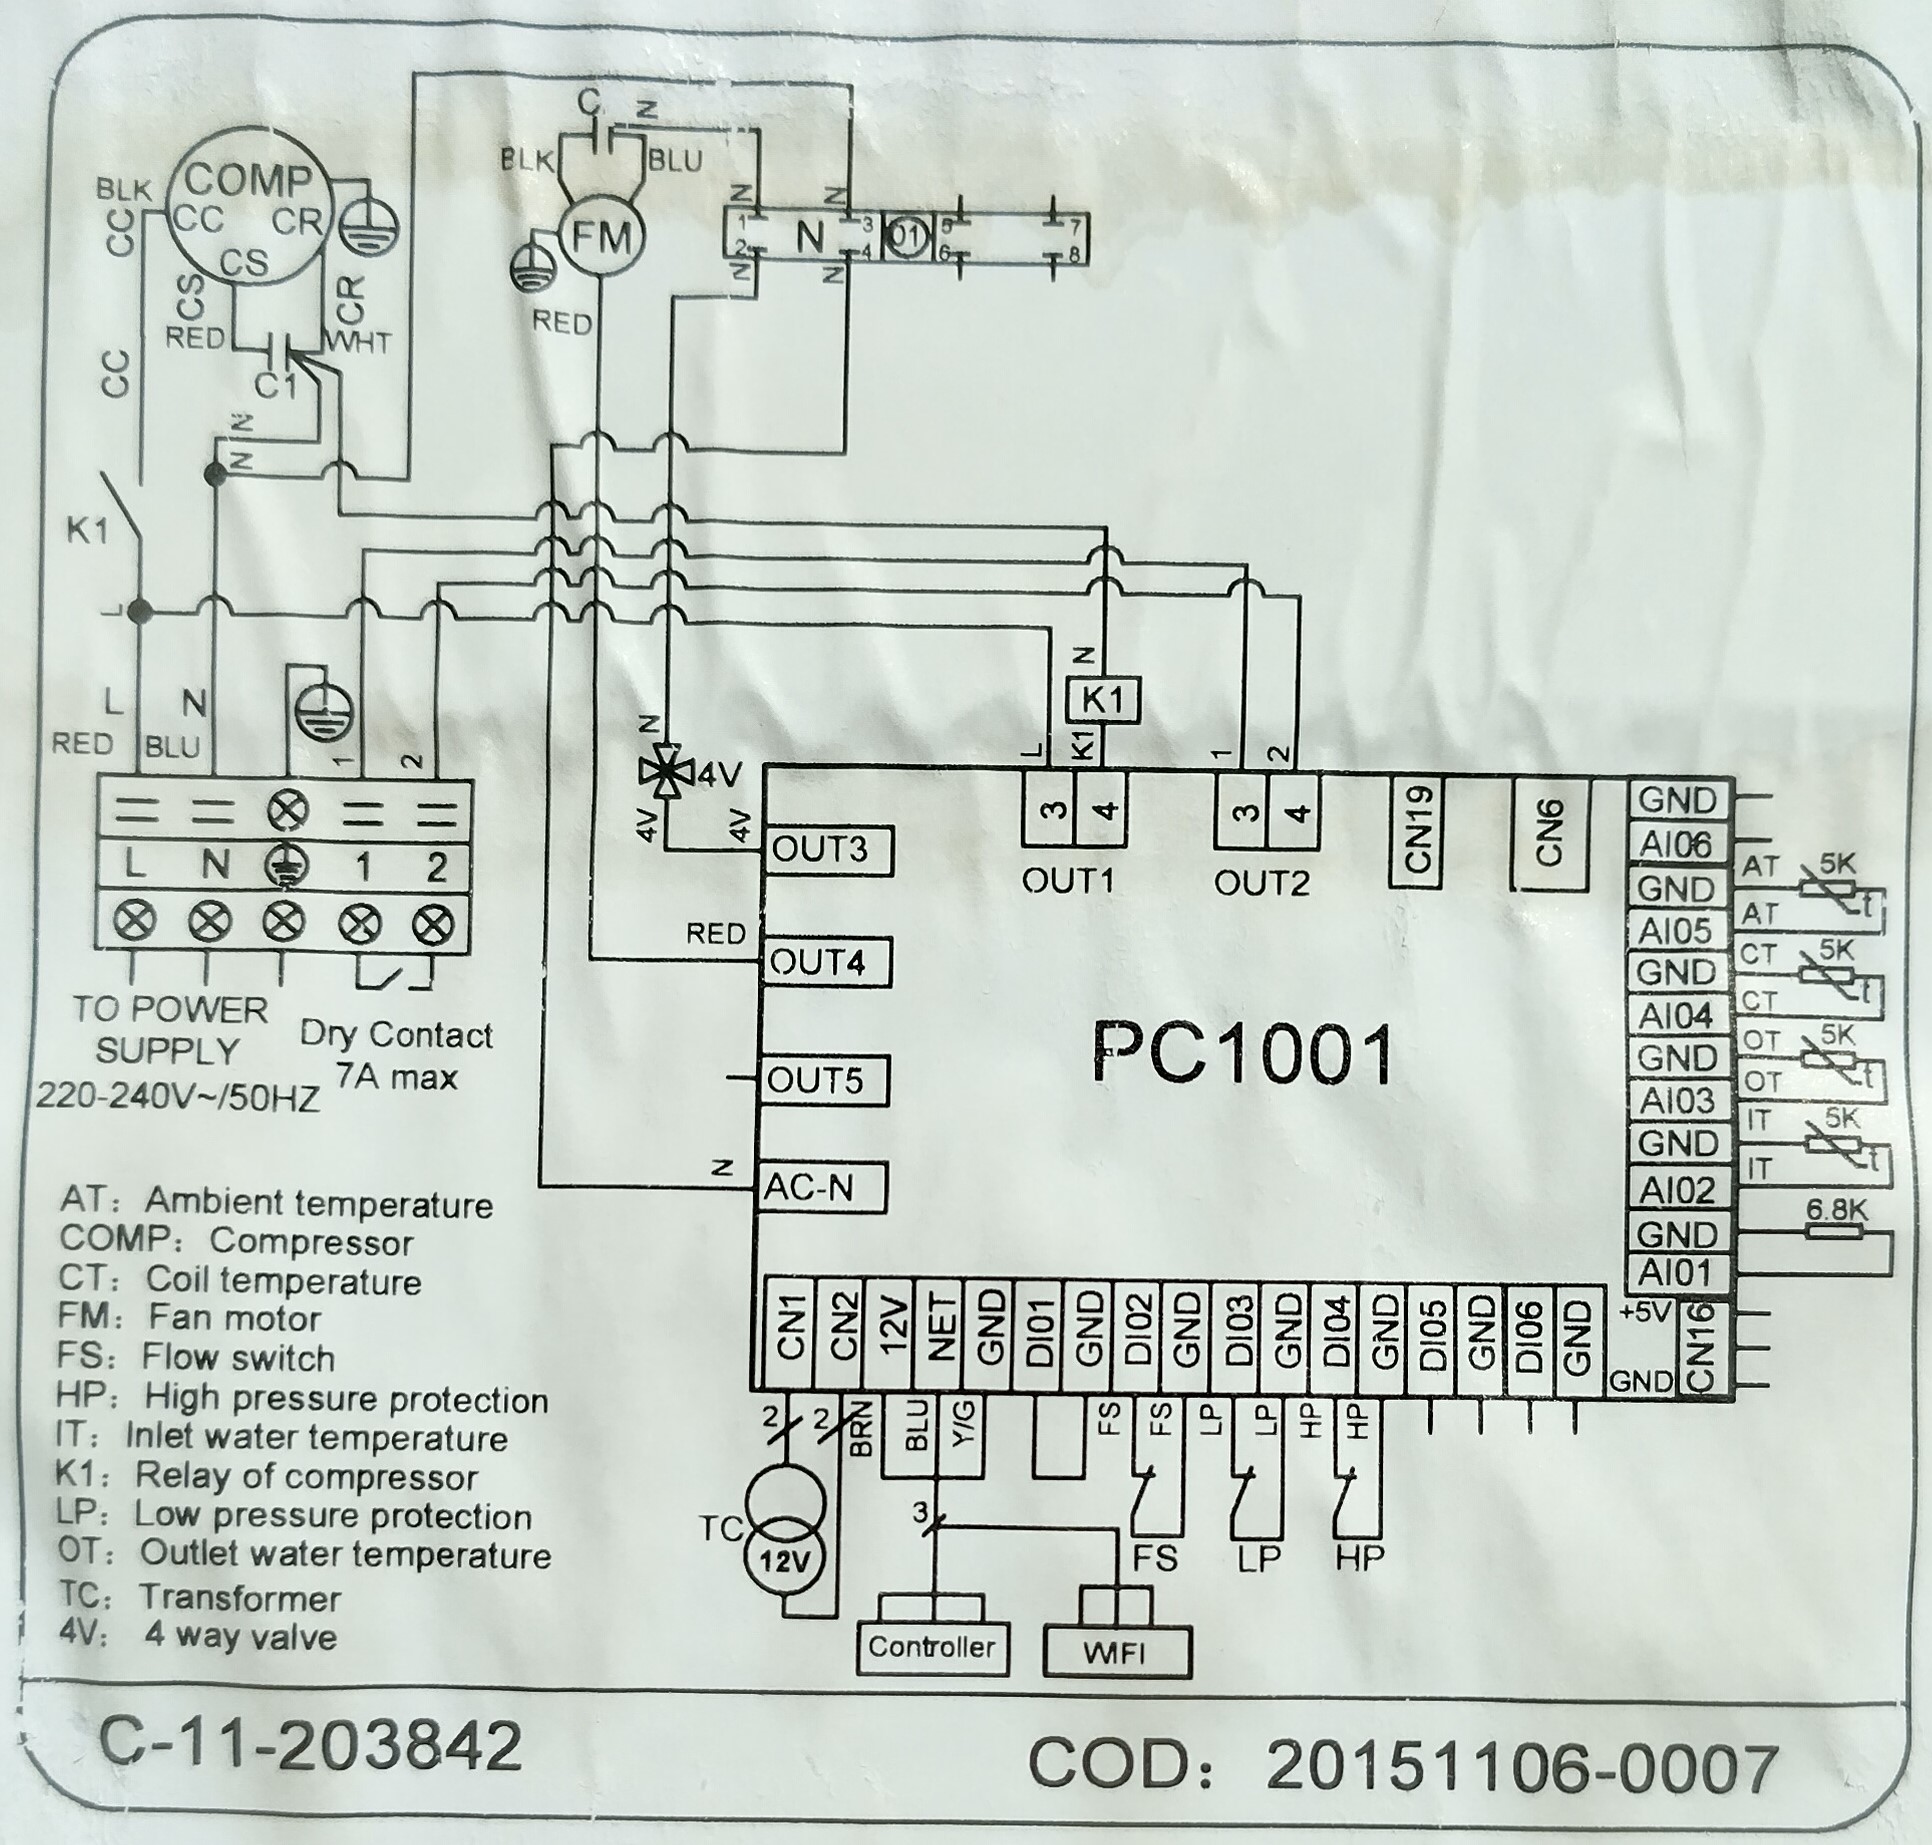 C
N
BLK
BLU
COMP
CC
CR
CS
BLK
CC
CS
RED
CR
WHT
C1
CC
FM
RED
N
N
1
2
N
3
4
01
5
6
7
8
N
N
N
N
K1
L
L
N
RED
BLU
1
2
N
4V
4V
4V
N
K1
L
K1
1
2
L
N
1
2
TO POWER
SUPPLY
220-240V~/50HZ
Dry Contact
7A max
3
4
OUT1
3
4
OUT2
CN19
CN6
OUT3
RED
OUT4
OUT5
N
AC-N
PC1001
GND
AI06
GND
AI05
GND
AI04
GND
AI03
GND
AI02
GND
AI01
+5V
CN16
GND
AT
5K
t
AT
CT
5K
t
CT
OT
5K
t
OT
IT
5K
t
IT
6.8K
CN1
CN2
12V
NET
GND
DI01
GND
DI02
GND
DI03
GND
DI04
GND
DI05
GND
DI06
GND
2
2
BRN
BLU
Y/G
FS
FS
LP
LP
HP
HP
3
TC
12V
FS
LP
HP
Controller
WIFI
AT: Ambient temperature
COMP: Compressor
CT: Coil temperature
FM: Fan motor
FS: Flow switch
HP: High pressure protection
IT: Inlet water temperature
K1: Relay of compressor
LP: Low pressure protection
OT: Outlet water temperature
TC: Transformer
4V: 4 way valve
C-11-203842
COD: 20151106-0007